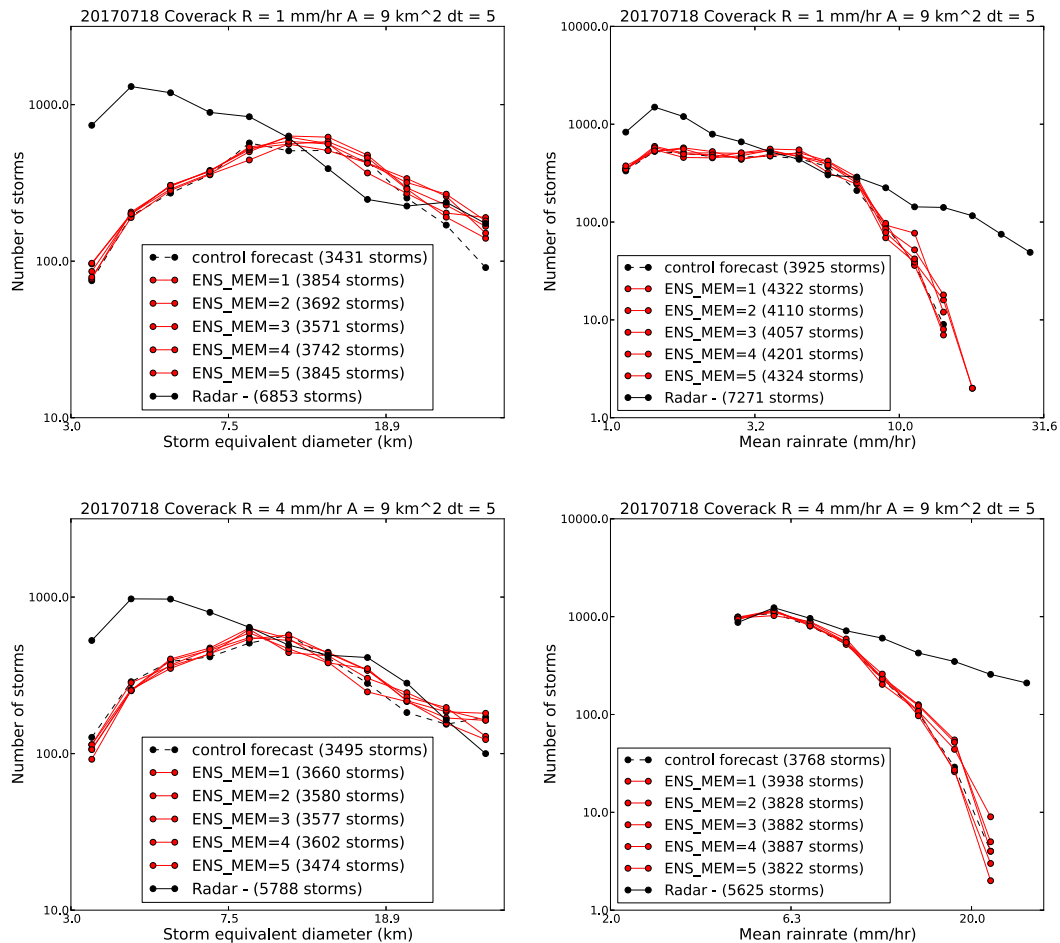 20170718 Coverack R = 1 mm/hr A = 9 km^2 dt = 5
Number of storms
1000.0
100.0
10.0
control forecast (3431 storms)
ENS_MEM=1 (3854 storms)
ENS_MEM=2 (3692 storms)
ENS_MEM=3 (3571 storms)
ENS_MEM=4 (3742 storms)
ENS_MEM=5 (3845 storms)
Radar - (6853 storms)
3.0 7.5 18.9
Storm equivalent diameter (km)
20170718 Coverack R = 1 mm/hr A = 9 km^2 dt = 5
Number of storms
10000.0
1000.0
100.0
10.0
1.0
control forecast (3925 storms)
ENS_MEM=1 (4322 storms)
ENS_MEM=2 (4110 storms)
ENS_MEM=3 (4057 storms)
ENS_MEM=4 (4201 storms)
ENS_MEM=5 (4324 storms)
Radar - (7271 storms)
1.0 3.2 10.0 31.6
Mean rainrate (mm/hr)
20170718 Coverack R = 4 mm/hr A = 9 km^2 dt = 5
Number of storms
1000.0
100.0
10.0
control forecast (3495 storms)
ENS_MEM=1 (3660 storms)
ENS_MEM=2 (3580 storms)
ENS_MEM=3 (3577 storms)
ENS_MEM=4 (3602 storms)
ENS_MEM=5 (3474 storms)
Radar - (5788 storms)
3.0 7.5 18.9
Storm equivalent diameter (km)
20170718 Coverack R = 4 mm/hr A = 9 km^2 dt = 5
Number of storms
10000.0
1000.0
100.0
10.0
1.0
control forecast (3768 storms)
ENS_MEM=1 (3938 storms)
ENS_MEM=2 (3828 storms)
ENS_MEM=3 (3882 storms)
ENS_MEM=4 (3887 storms)
ENS_MEM=5 (3822 storms)
Radar - (5625 storms)
2.0 6.3 20.0
Mean rainrate (mm/hr)